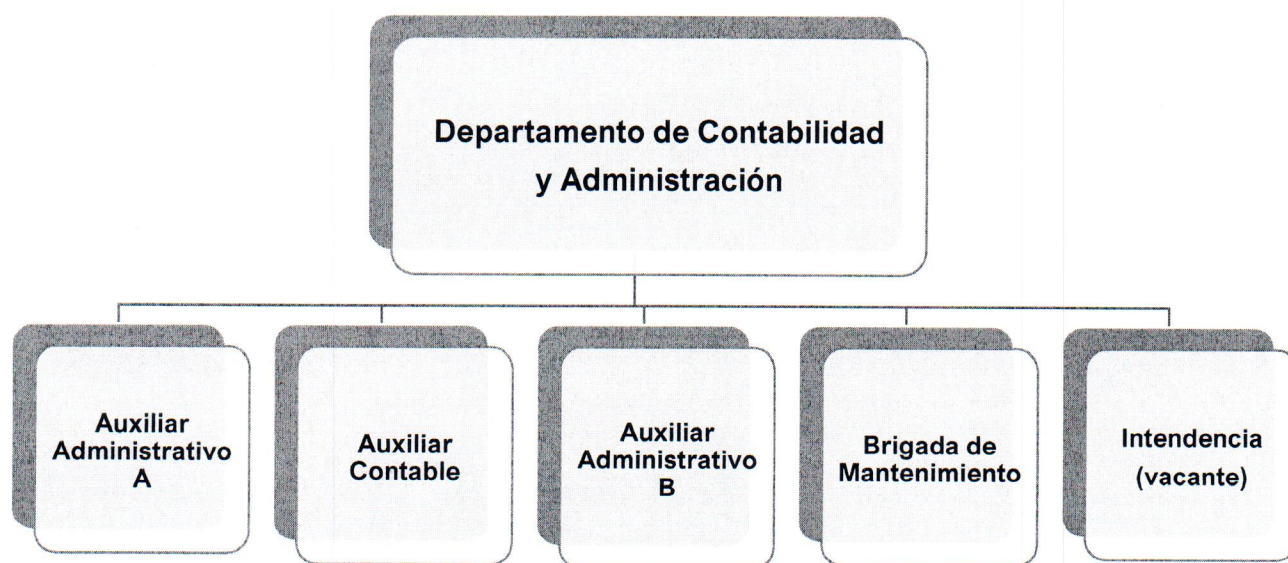 Departamento de Contabilidad
y Administración
Auxiliar
Administrativo
A
Auxiliar
Contable
Auxiliar
Administrativo
B
Brigada de
Mantenimiento
Intendencia
(vacante)